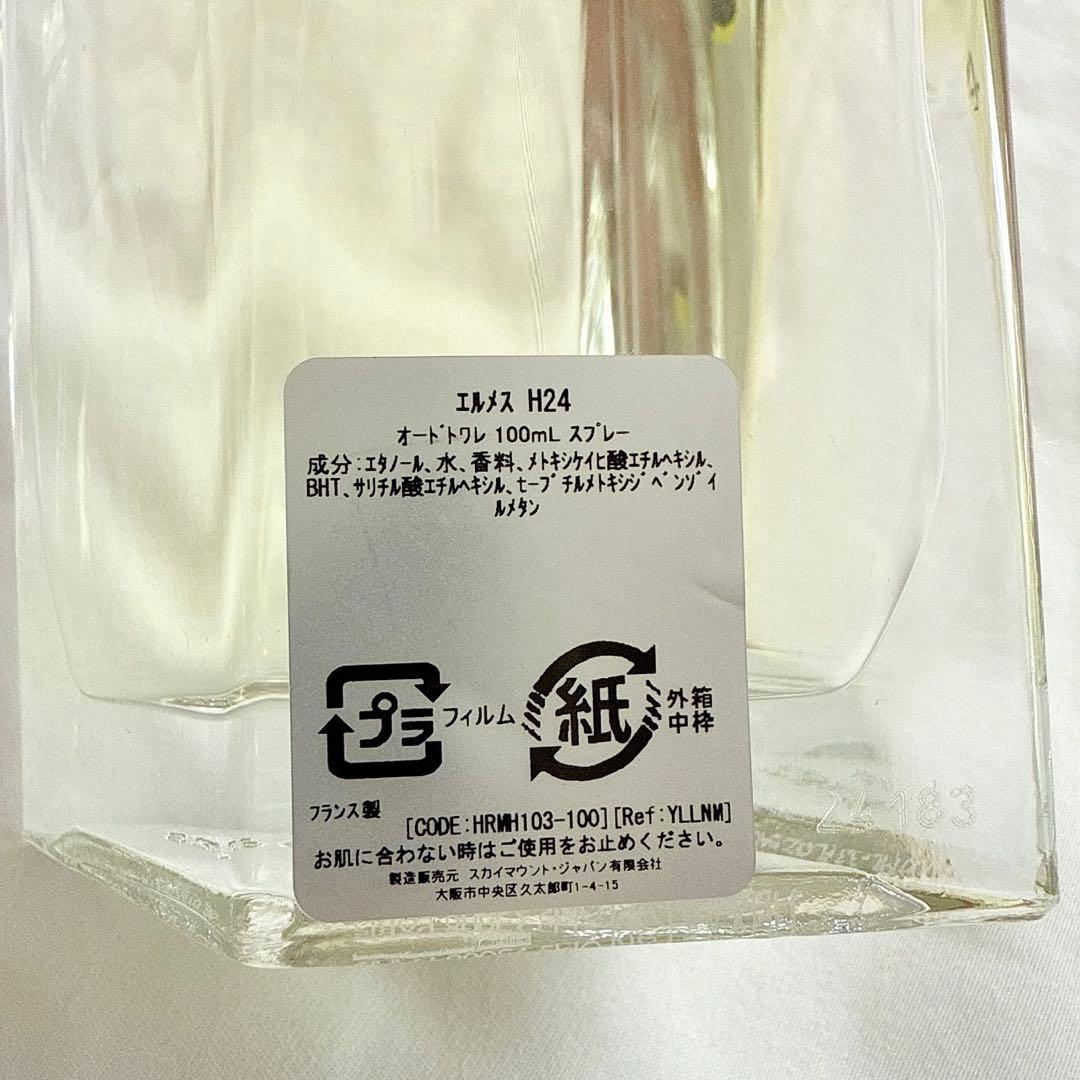 エルメス H24
オードトワレ 100mL スプレー
成分:エタノール、水、香料、メトキシケイヒ酸エチルヘキシル、
BHT、サリチル酸エチルヘキシル、t-ブチルメトキシジベンゾイ
ルメタン
プラ フィルム 紙 外箱
中枠
フランス製
[CODE:HRMH103-100][Ref:YLLNM]
お肌に合わない時はご使用をお止めください。
製造販売元 スカイマウント・ジャパン有限会社
大阪市中央区久太郎町1-4-15
24183